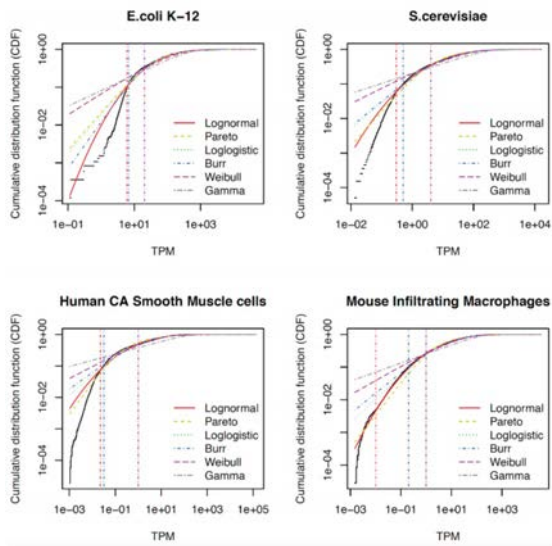 E.coli K−12
Cumulative distribution function (CDF)
1e+00
1e−02
1e−04
Lognormal
Pareto
Loglogistic
Burr
Weibull
Gamma
1e−01 1e+01 1e+03
TPM
S.cerevisiae
Cumulative distribution function (CDF)
1e+00
1e−02
1e−04
Lognormal
Pareto
Loglogistic
Burr
Weibull
Gamma
1e−02 1e+00 1e+02 1e+04
TPM
Human CA Smooth Muscle cells
Cumulative distribution function (CDF)
1e+00
1e−02
1e−04
Lognormal
Pareto
Loglogistic
Burr
Weibull
Gamma
1e−03 1e−01 1e+01 1e+03 1e+05
TPM
Mouse Infiltrating Macrophages
Cumulative distribution function (CDF)
1e+00
1e−02
1e−04
Lognormal
Pareto
Loglogistic
Burr
Weibull
Gamma
1e−03 1e−01 1e+01 1e+03
TPM